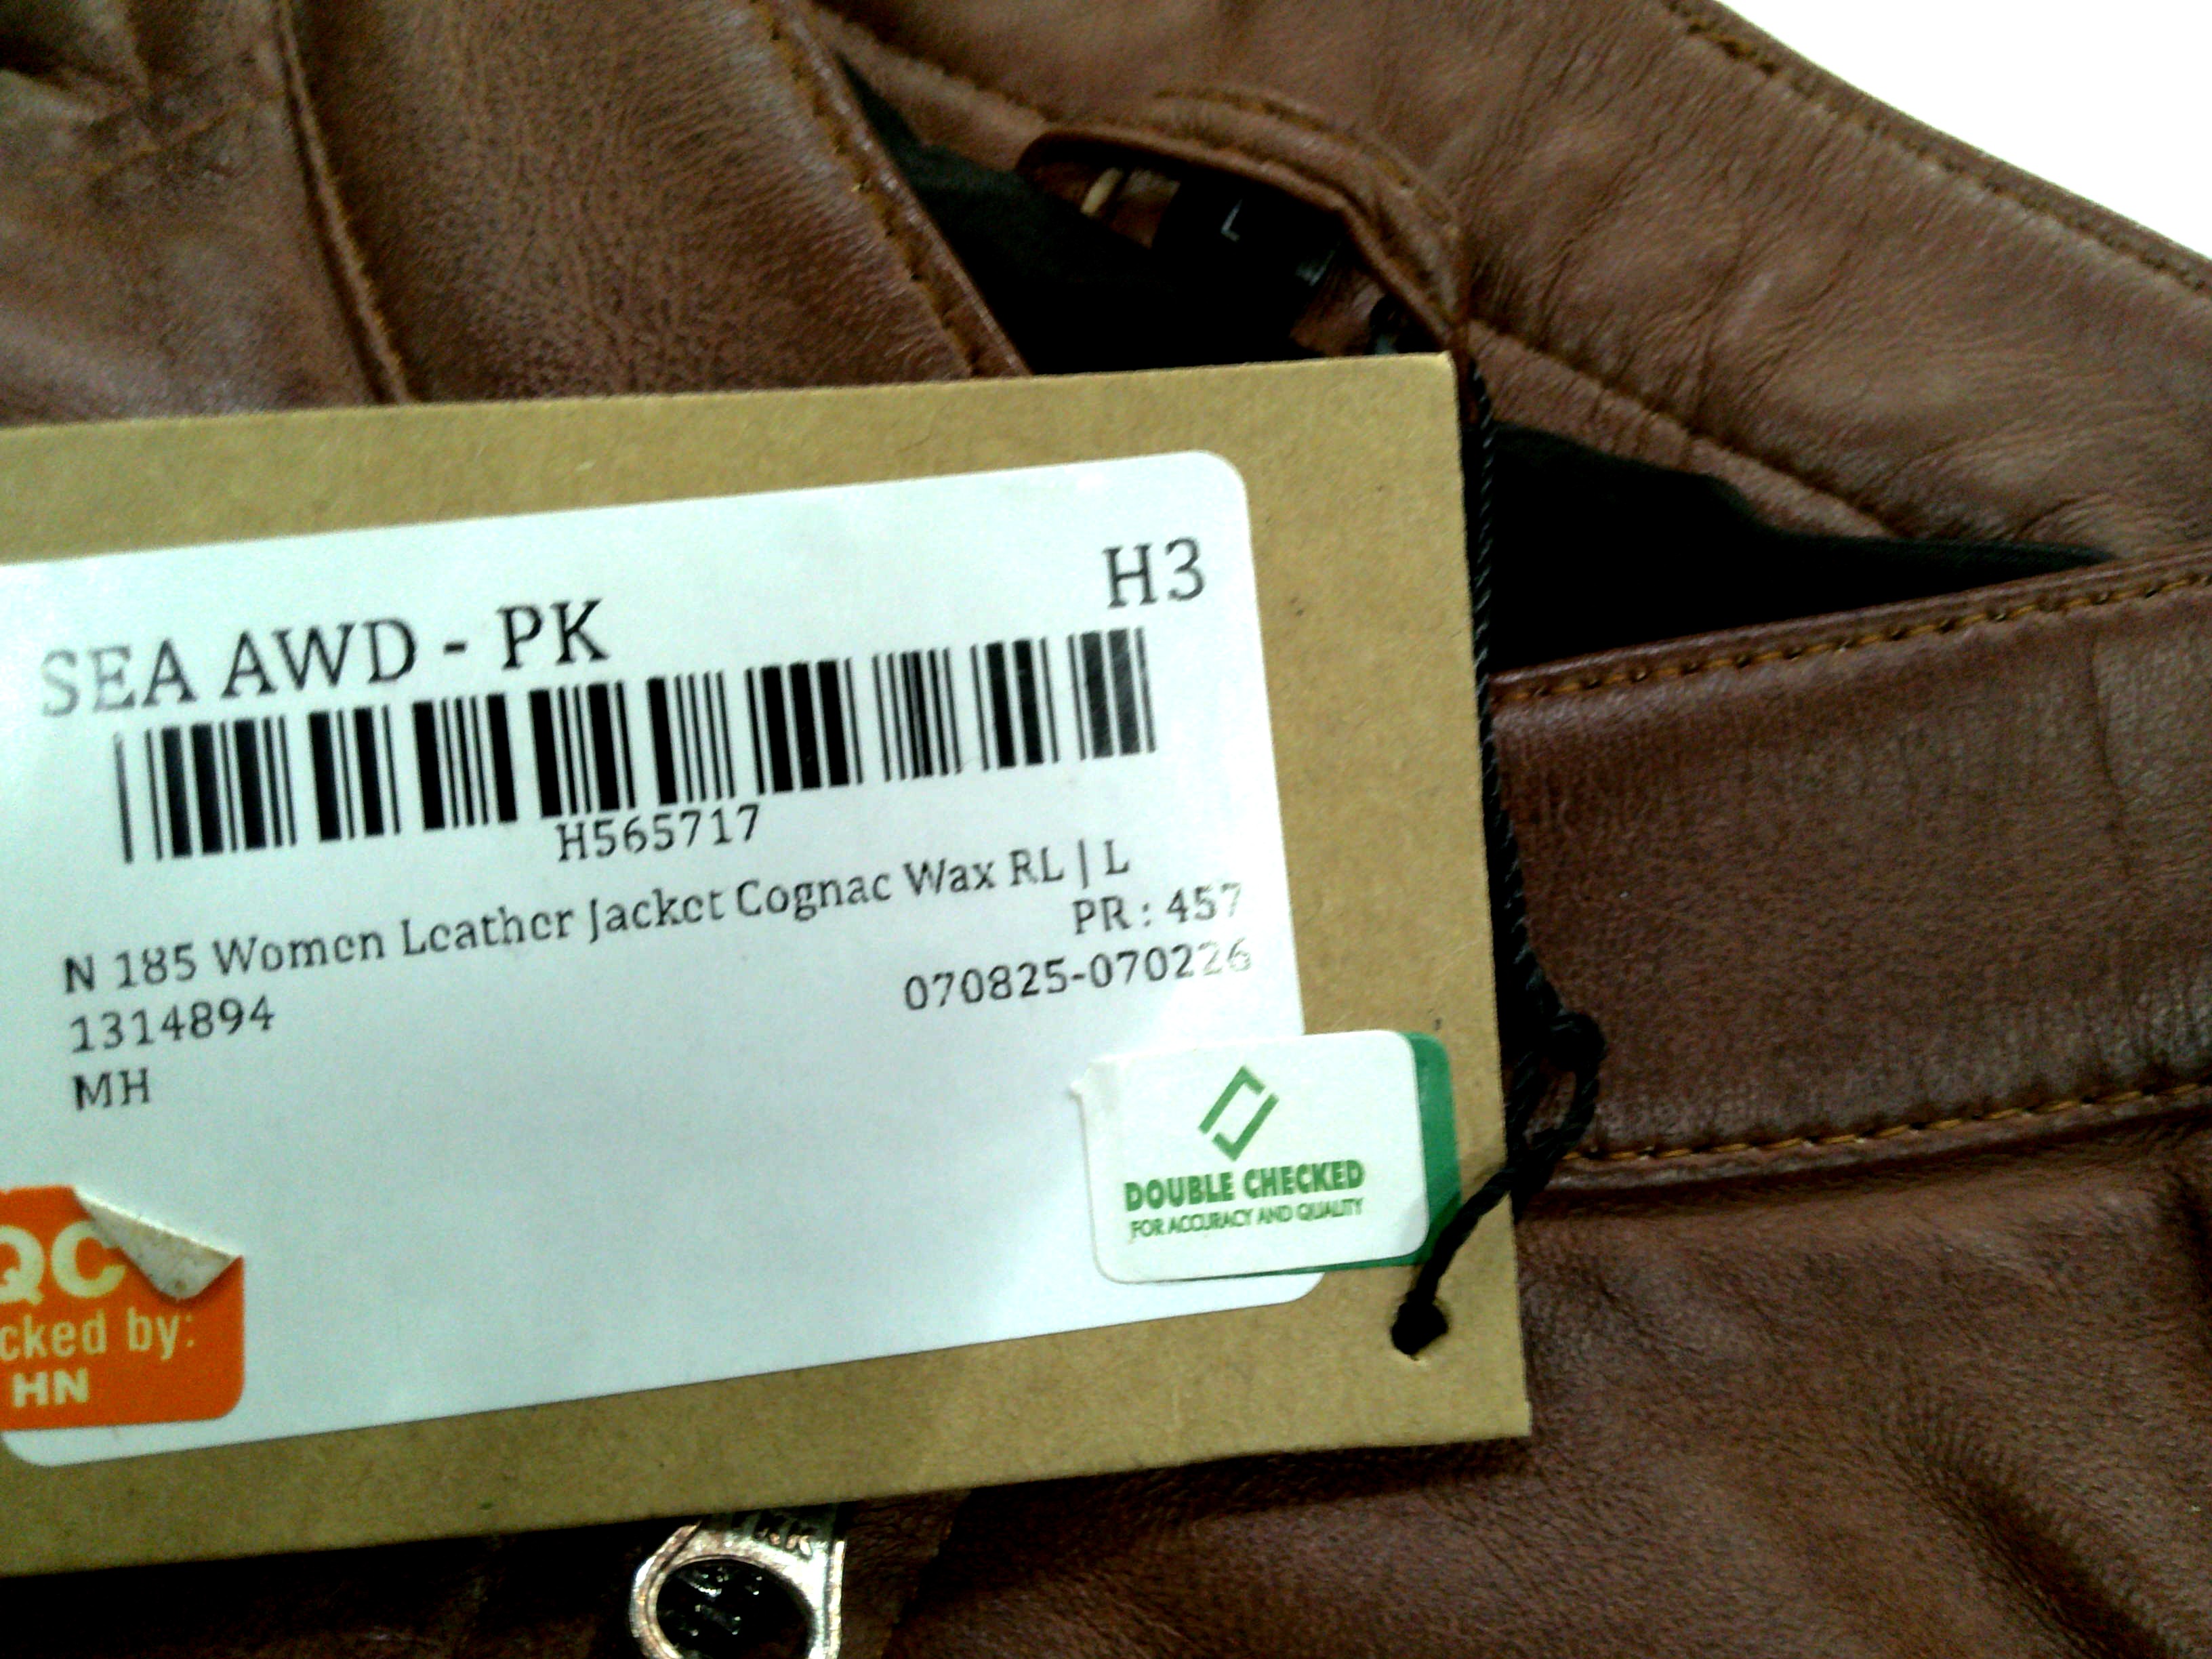 L
SEA AWD - PK
H3
H565717
N 185 Women Leather Jacket Cognac Wax RL | L
PR : 457
1314894
070825-070226
MH
DOUBLE CHECKED
FOR ACCURACY AND QUALITY
QC
cked by:
HN